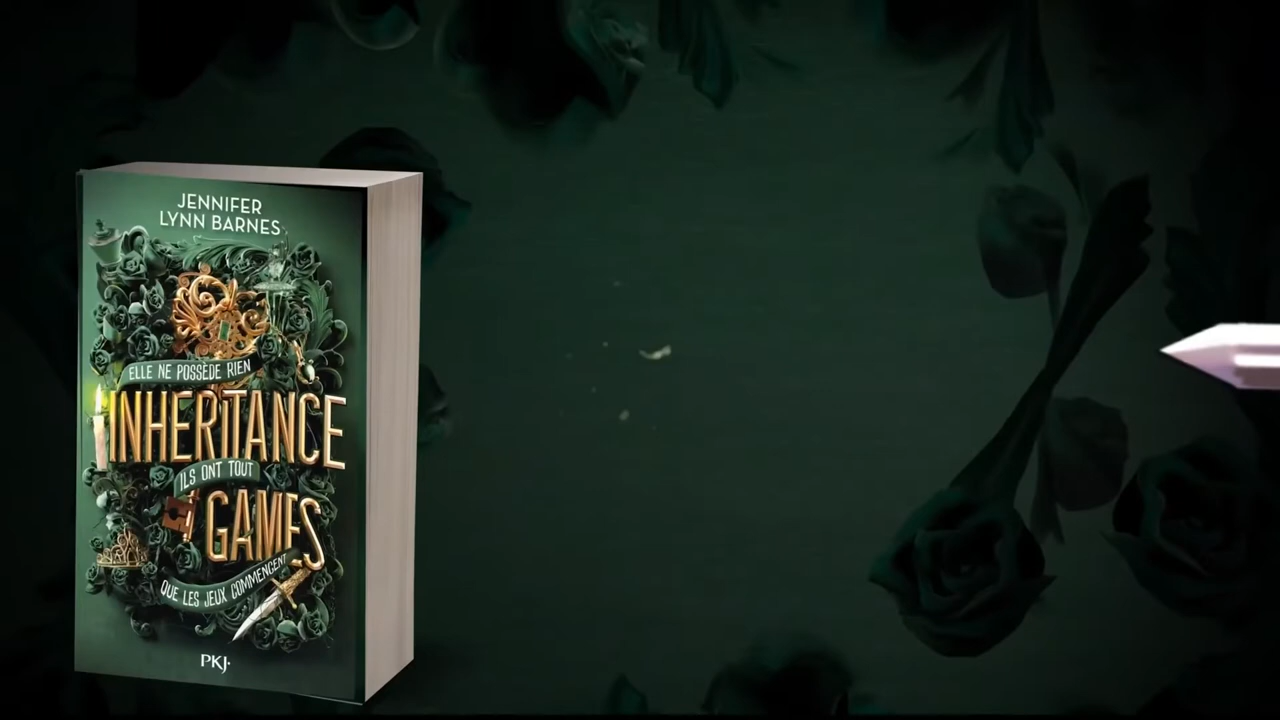 JENNIFER
LYNN BARNES
ELLE NE POSSÈDE RIEN
INHERITANCE
ILS ONT TOUT
GAMES
QUE LES JEUX COMMENCENT
PKJ·